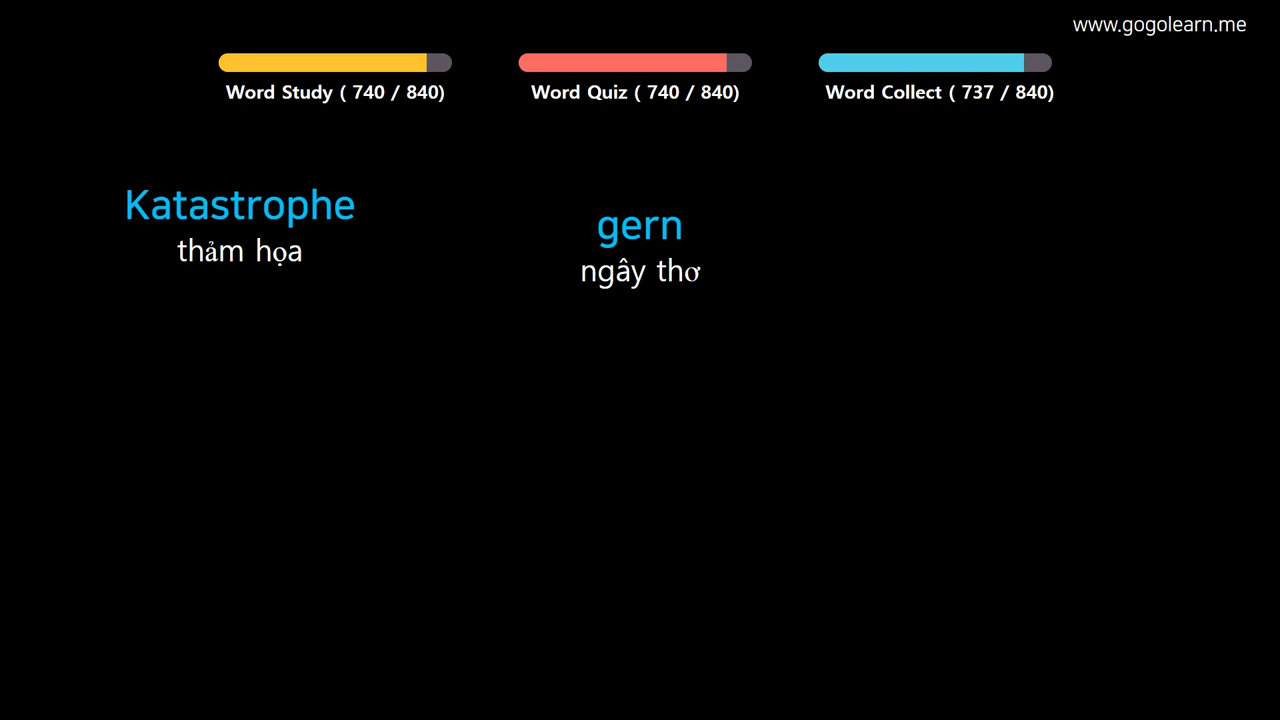 www.gogolearn.me
Word Study ( 740 / 840)
Word Quiz ( 740 / 840)
Word Collect ( 737 / 840)
Katastrophe
thảm họa
gern
ngây thơ